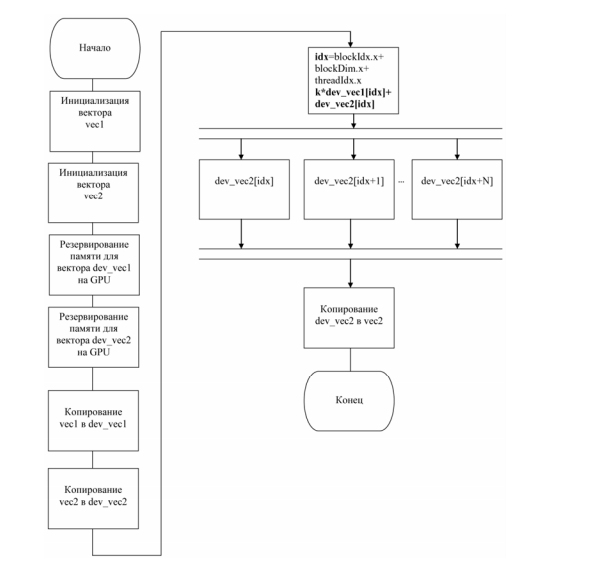 Начало
Инициализация
вектора
vec1
Инициализация
вектора
vec2
Резервирование
памяти для
вектора dev_vec1
на GPU
Резервирование
памяти для
вектора dev_vec2
на GPU
Копирование
vec1 в dev_vec1
Копирование
vec2 в dev_vec2
idx=blockIdx.x+
blockDim.x+
threadIdx.x
k*dev_vec1[idx]+
dev_vec2[idx]
dev_vec2[idx]
dev_vec2[idx+1]
...
dev_vec2[idx+N]
Копирование
dev_vec2 в vec2
Конец